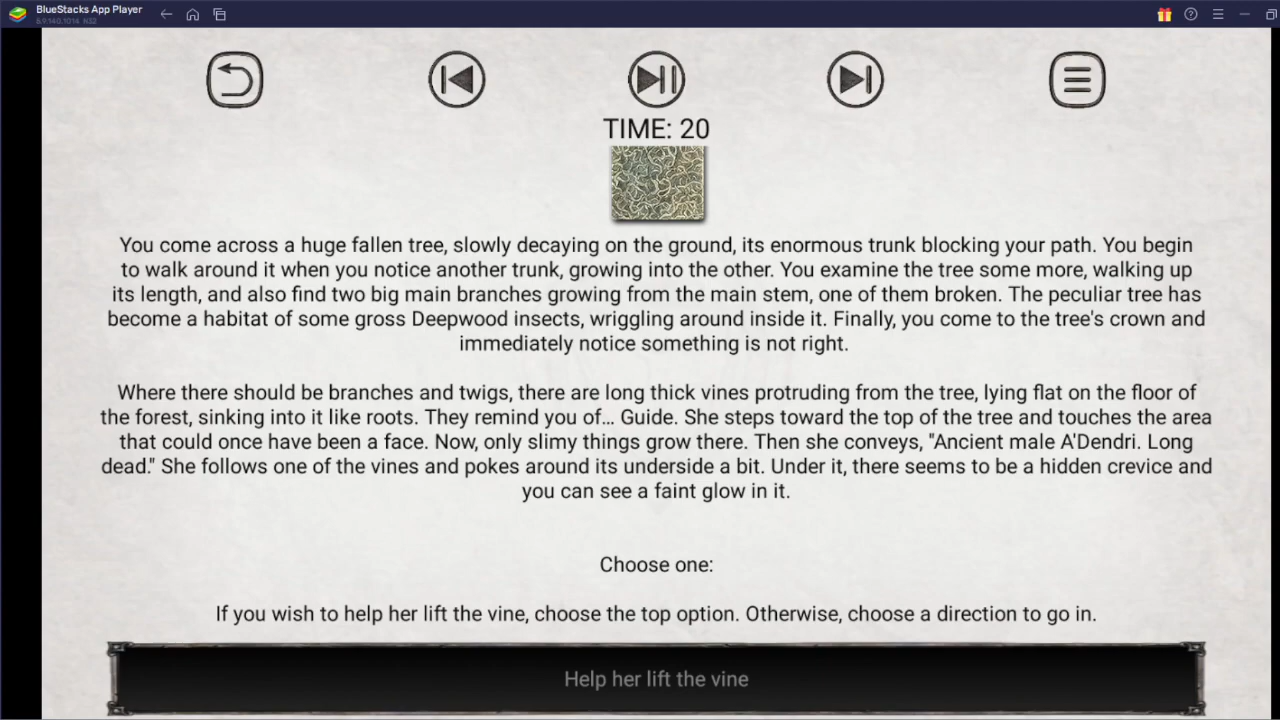 BlueStacks App Player
5.9.140.1014 N32
TIME: 20
You come across a huge fallen tree, slowly decaying on the ground, its enormous trunk blocking your path. You begin
to walk around it when you notice another trunk, growing into the other. You examine the tree some more, walking up
its length, and also find two big main branches growing from the main stem, one of them broken. The peculiar tree has
become a habitat of some gross Deepwood insects, wriggling around inside it. Finally, you come to the tree's crown and
immediately notice something is not right.
Where there should be branches and twigs, there are long thick vines protruding from the tree, lying flat on the floor of
the forest, sinking into it like roots. They remind you of... Guide. She steps toward the top of the tree and touches the area
that could once have been a face. Now, only slimy things grow there. Then she conveys, "Ancient male A'Dendri. Long
dead." She follows one of the vines and pokes around its underside a bit. Under it, there seems to be a hidden crevice and
you can see a faint glow in it.
Choose one:
If you wish to help her lift the vine, choose the top option. Otherwise, choose a direction to go in.
Help her lift the vine